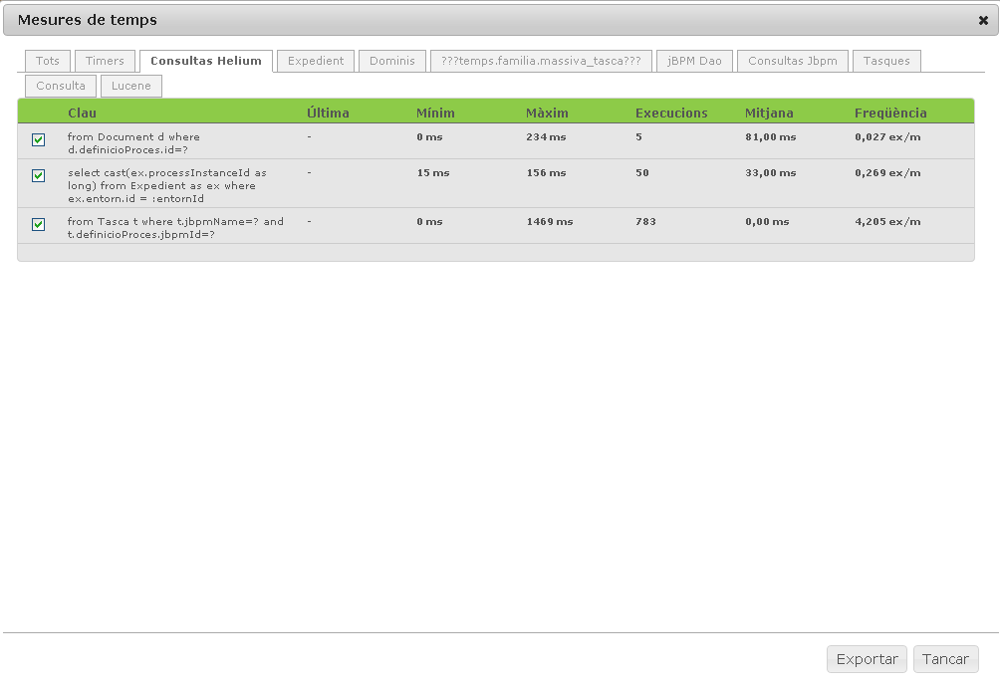 Mesures de temps
Tots Timers Consultas Helium Expedient Dominis ???temps.familia.massiva_tasca??? jBPM Dao Consultas Jbpm Tasques
Consulta Lucene
Clau Última Mínim Màxim Execucions Mitjana Freqüència
from Document d where - 0 ms 234 ms 5 81,00 ms 0,027 ex/m
d.definicioProces.id=?
select cast(ex.processInstanceId as - 15 ms 156 ms 50 33,00 ms 0,269 ex/m
long) from Expedient as ex where
ex.entorn.id = :entornId
from Tasca t where t.jbpmName=? and - 0 ms 1469 ms 783 0,00 ms 4,205 ex/m
t.definicioProces.jbpmId=?
Exportar Tancar